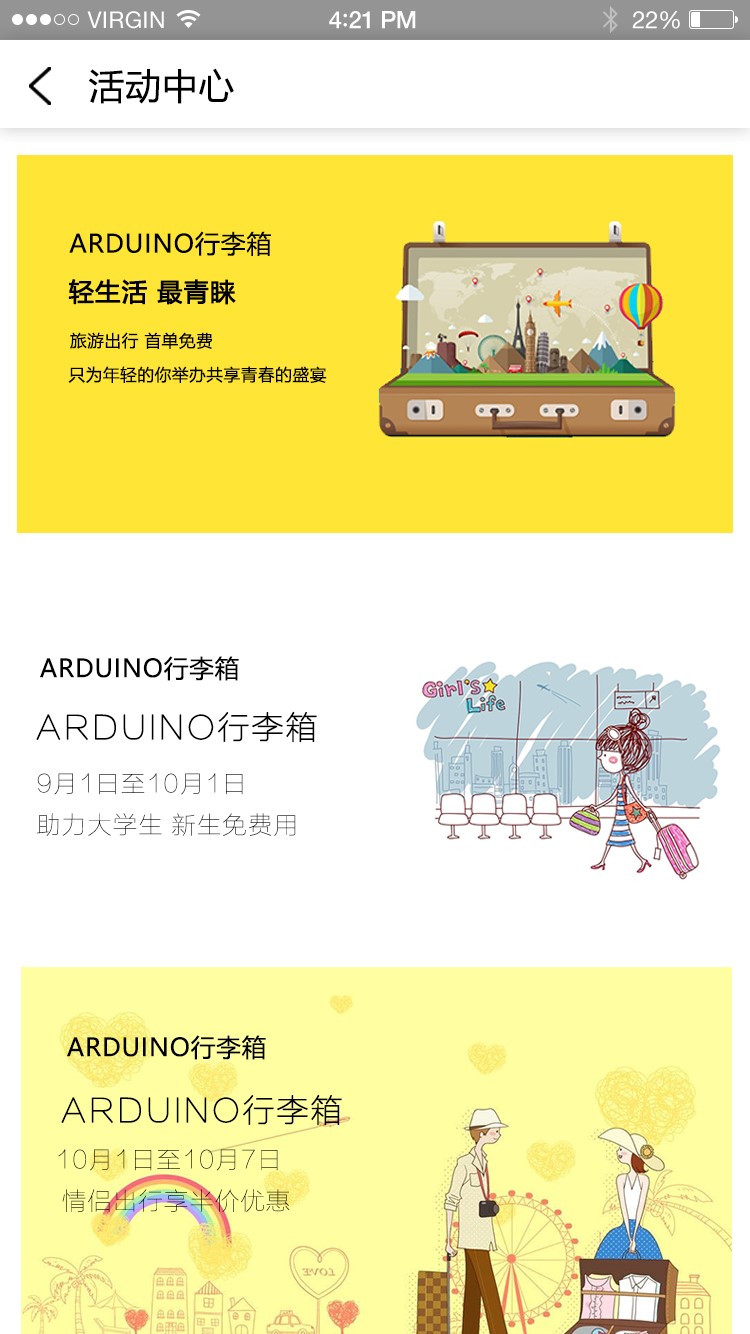 VIRGIN 4:21 PM 22%
活动中心
ARDUINO行李箱
轻生活 最青睐
旅游出行 首单免费
只为年轻的你举办共享青春的盛宴
ARDUINO行李箱
ARDUINO行李箱
9月1日至10月1日
助力大学生 新生免费用
Girl's
Life
ARDUINO行李箱
ARDUINO行李箱
10月1日至10月7日
情侣出行享半价优惠
LOVE